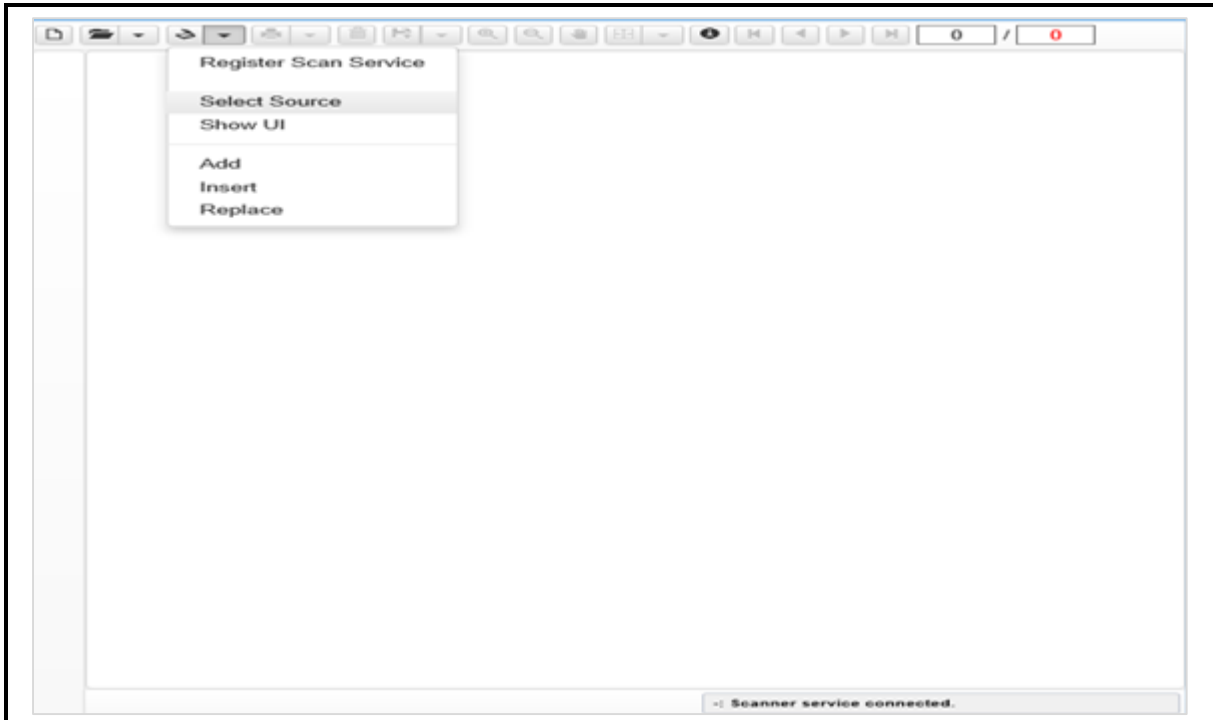 0 / 0
Register Scan Service
Select Source
Show UI
Add
Insert
Replace
-: Scanner service connected.